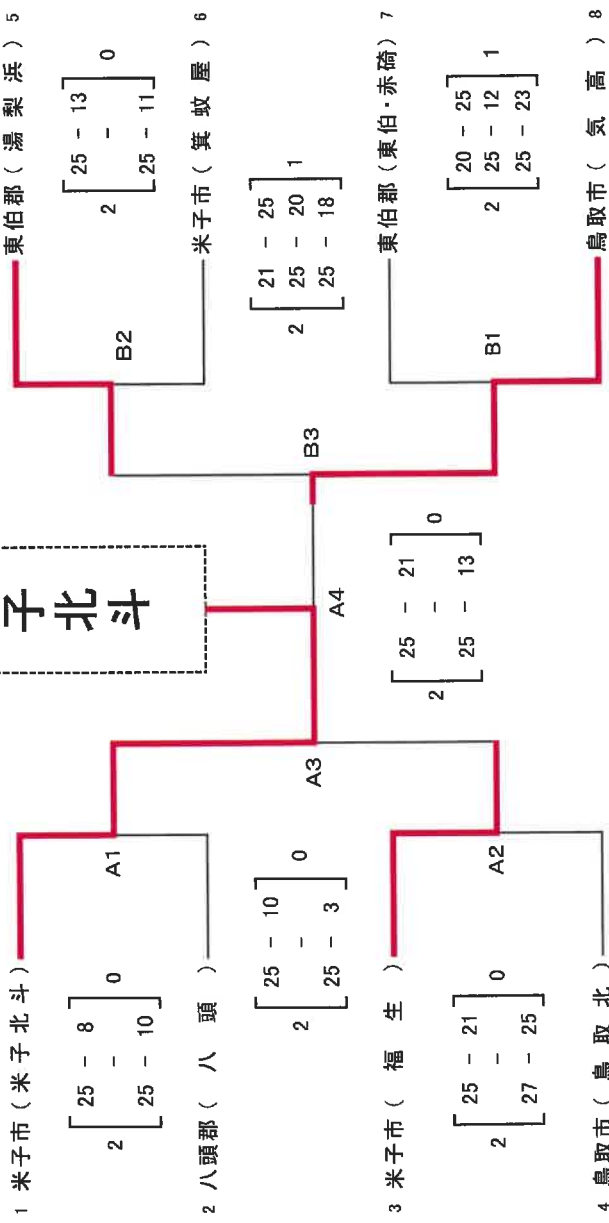 子北斗
1 米子市(米子北斗)
2 [25 - 8
-
25 - 10] 0
A1
2 八頭郡(八頭)
2 [25 - 10
-
25 - 3] 0
A3
3 米子市(福生)
2 [25 - 21
-
27 - 25] 0
A2
4 鳥取市(鳥取北)
A4
2 [25 - 21
-
25 - 13] 0
東伯郡(湯梨浜) 5
2 [25 - 13
-
25 - 11] 0
B2
米子市(箕蚊屋) 6
2 [21 - 25
25 - 20
25 - 18] 1
B3
東伯郡(東伯・赤碕) 7
2 [20 - 25
25 - 12
25 - 23] 1
B1
鳥取市(気高) 8